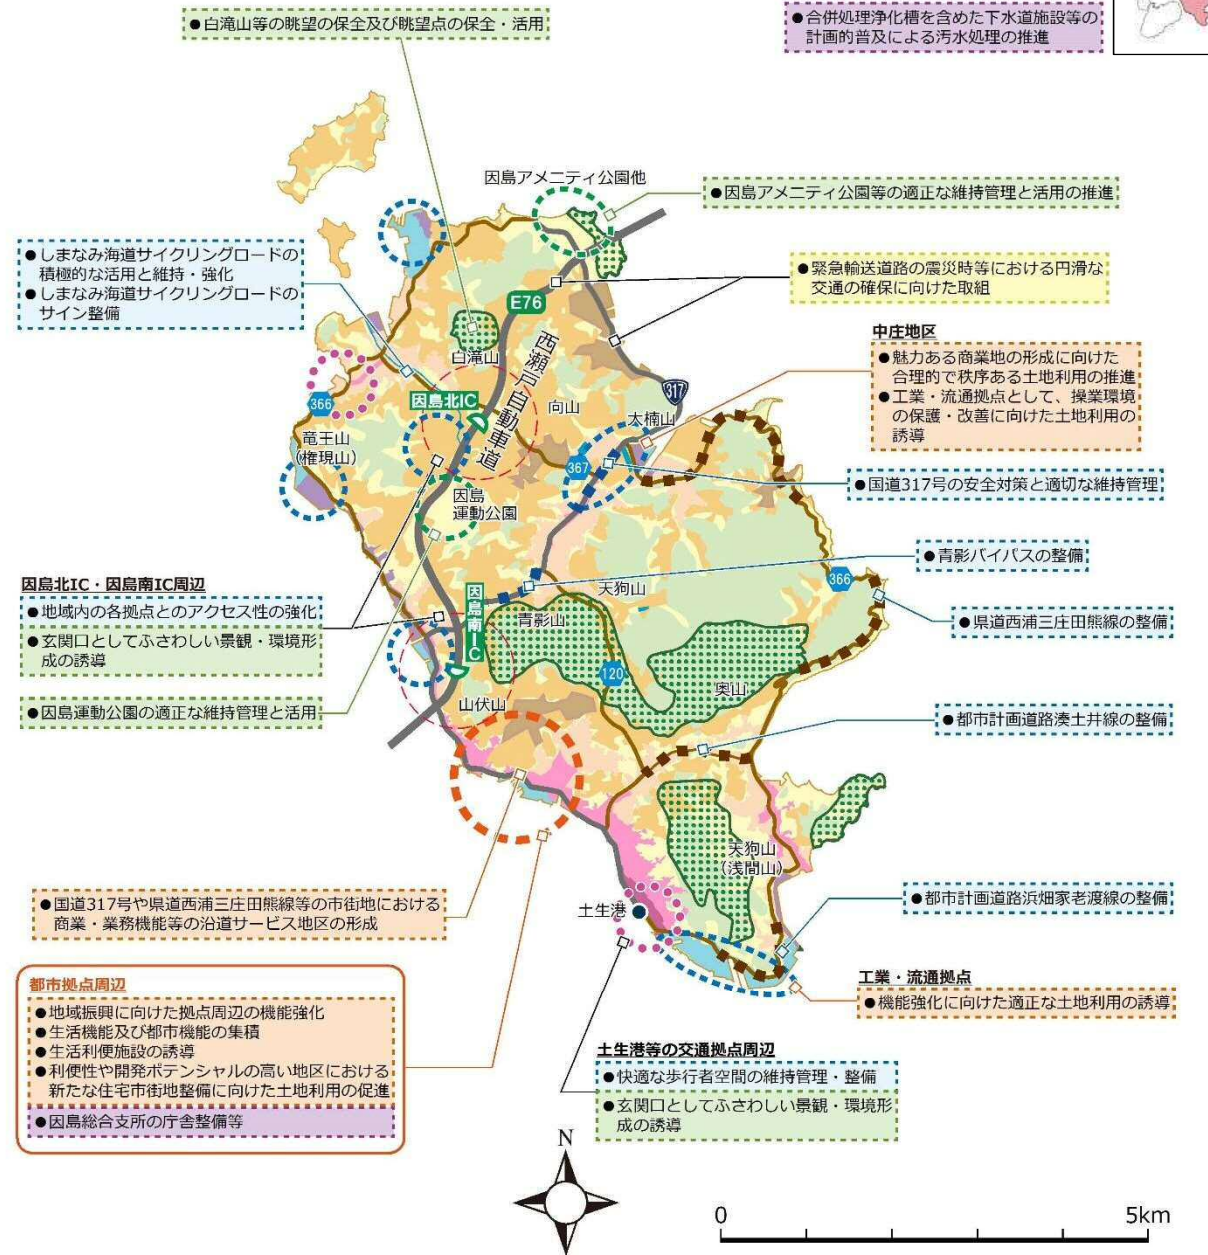 ●白滝山等の眺望の保全及び眺望点の保全・活用
●合併処理浄化槽を含めた下水道施設等の
計画的普及による汚水処理の推進
因島アメニティ公園他
●因島アメニティ公園等の適正な維持管理と活用の推進
●しまなみ海道サイクリングロードの
積極的な活用と維持・強化
●しまなみ海道サイクリングロードの
サイン整備
●緊急輸送道路の震災時等における円滑な
交通の確保に向けた取組
E76
白滝山
西瀬戸自動車道
中庄地区
●魅力ある商業地の形成に向けた
合理的で秩序ある土地利用の推進
●工業・流通拠点として、操業環境
の保護・改善に向けた土地利用の
誘導
317
366
因島北IC
向山
大楠山
竜王山
(権現山)
367
●国道317号の安全対策と適切な維持管理
因島
運動公園
●青影バイパスの整備
因島北IC・因島南IC周辺
●地域内の各拠点とのアクセス性の強化
●玄関口としてふさわしい景観・環境形
成の誘導
因島南IC
天狗山
青影山
366
●県道西浦三庄田熊線の整備
120
奥山
●因島運動公園の適正な維持管理と活用
山伏山
●都市計画道路湊土井線の整備
天狗山
(浅間山)
●国道317号や県道西浦三庄田熊線等の市街地における
商業・業務機能等の沿道サービス地区の形成
土生港
●都市計画道路浜畑家老渡線の整備
工業・流通拠点
●機能強化に向けた適正な土地利用の誘導
都市拠点周辺
●地域振興に向けた拠点周辺の機能強化
●生活機能及び都市機能の集積
●生活利便施設の誘導
●利便性や開発ポテンシャルの高い地区における
新たな住宅市街地整備に向けた土地利用の促進
●因島総合支所の庁舎整備等
土生港等の交通拠点周辺
●快適な歩行者空間の維持管理・整備
●玄関口としてふさわしい景観・環境形
成の誘導
N
0
5km